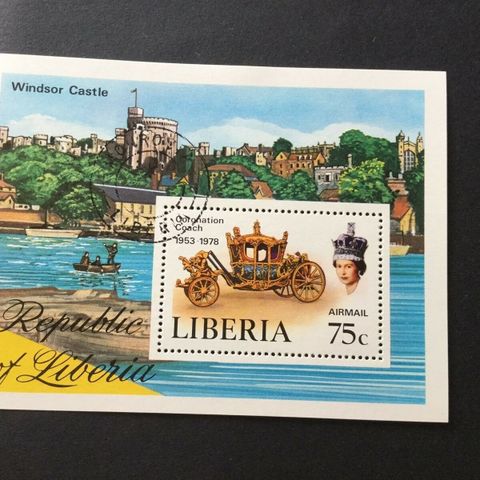 Windsor Castle
Coronation
Coach
1953 1978
AIRMAIL
LIBERIA 75c
Republic
of Liberia